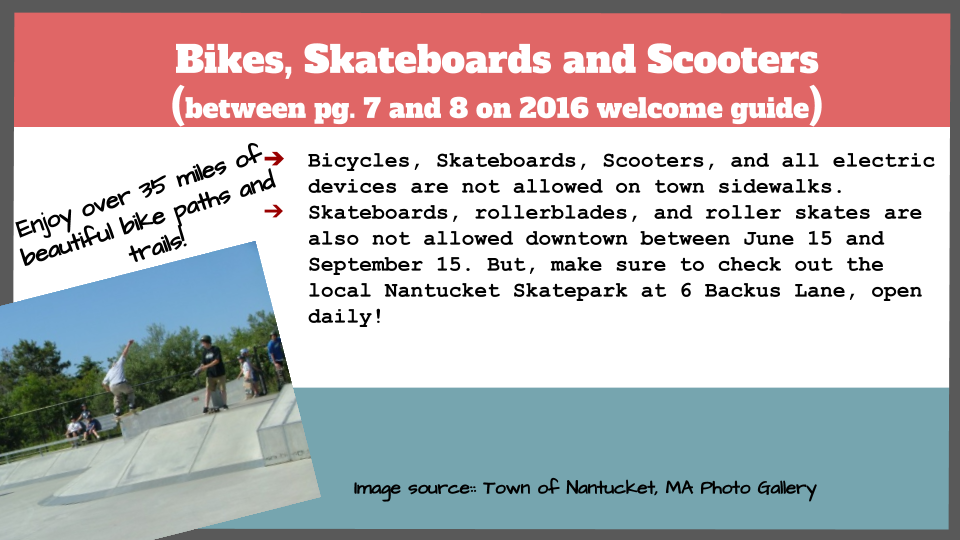 Bikes, Skateboards and Scooters
(between pg. 7 and 8 on 2016 welcome guide)
Enjoy over 35 miles of
beautiful bike paths and
trails!
➔ Bicycles, Skateboards, Scooters, and all electric
devices are not allowed on town sidewalks.
➔ Skateboards, rollerblades, and roller skates are
also not allowed downtown between June 15 and
September 15. But, make sure to check out the
local Nantucket Skatepark at 6 Backus Lane, open
daily!
Image source:: Town of Nantucket, MA Photo Gallery